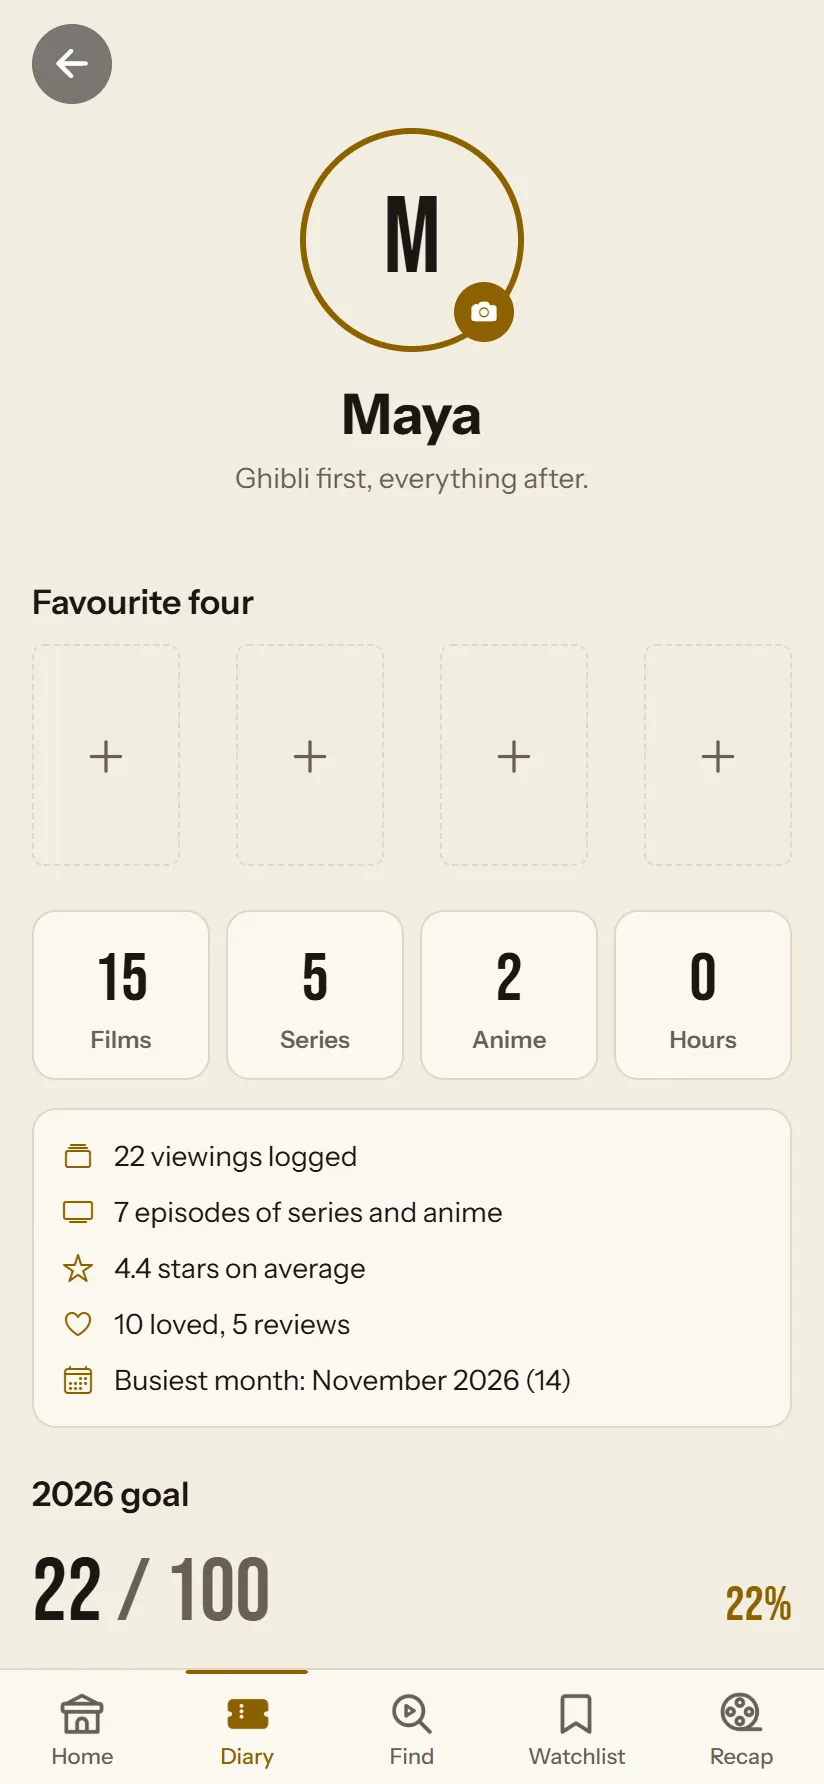 M
Maya
Ghibli first, everything after.
Favourite four
15
Films
5
Series
2
Anime
0
Hours
22 viewings logged
7 episodes of series and anime
4.4 stars on average
10 loved, 5 reviews
Busiest month: November 2026 (14)
2026 goal
22 / 100
22%
Home
Diary
Find
Watchlist
Recap